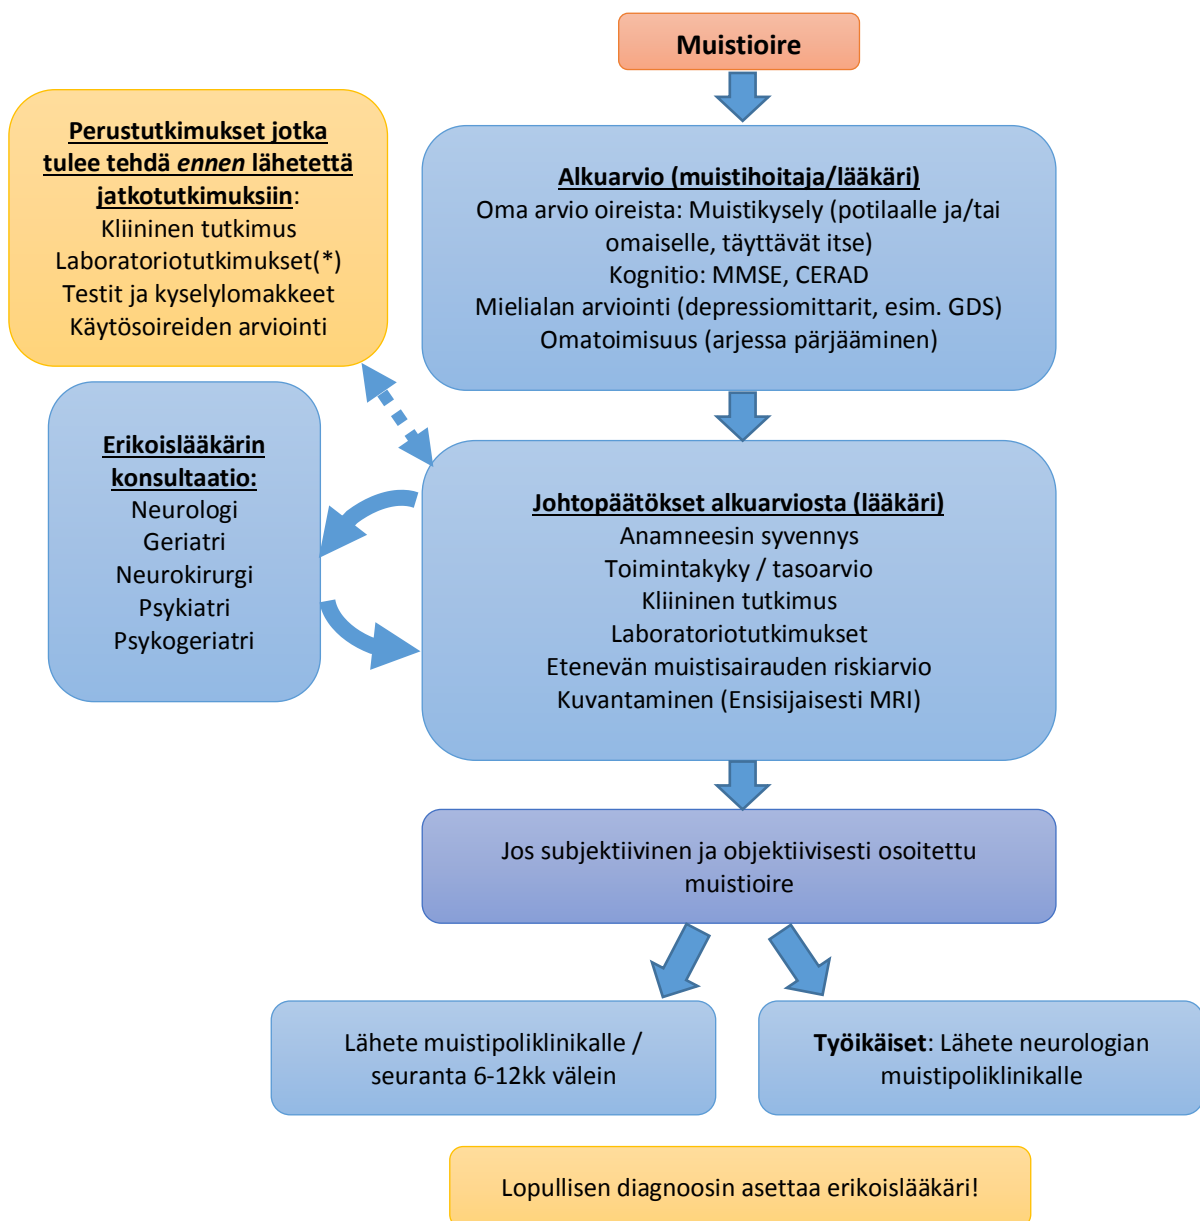 Muistioire
Perustutkimukset jotka
tulee tehdä ennen lähetettä
jatkotutkimuksiin:
Kliininen tutkimus
Laboratoriotutkimukset(*)
Testit ja kyselylomakkeet
Käytösoireiden arviointi
Alkuarvio (muistihoitaja/lääkäri)
Oma arvio oireista: Muistikysely (potilaalle ja/tai
omaiselle, täyttävät itse)
Kognitio: MMSE, CERAD
Mielialan arviointi (depressiomittarit, esim. GDS)
Omatoimisuus (arjessa pärjääminen)
Erikoislääkärin
konsultaatio:
Neurologi
Geriatri
Neurokirurgi
Psykiatri
Psykogeriatri
Johtopäätökset alkuarviosta (lääkäri)
Anamneesin syvennys
Toimintakyky / tasoarvio
Kliininen tutkimus
Laboratoriotutkimukset
Etenevän muistisairauden riskiarvio
Kuvantaminen (Ensisijaisesti MRI)
Jos subjektiivinen ja objektiivisesti osoitettu
muistioire
Lähete muistipoliklinikalle /
seuranta 6-12kk välein
Työikäiset: Lähete neurologian
muistipoliklinikalle
Lopullisen diagnoosin asettaa erikoislääkäri!